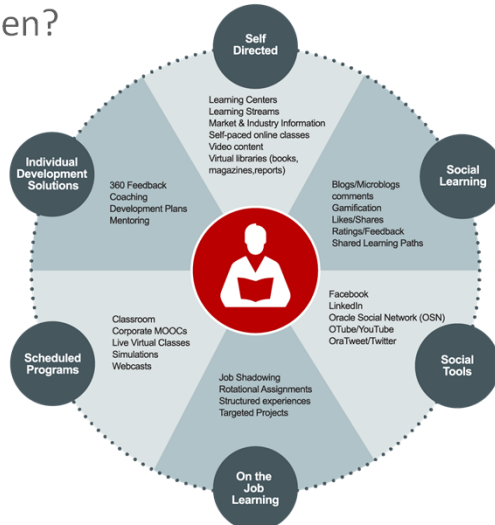 en?
Self
Directed
Learning Centers
Learning Streams
Market & Industry Information
Self-paced online classes
Video content
Virtual libraries (books,
magazines,reports)
Social
Learning
Blogs/Microblogs
comments
Gamification
Likes/Shares
Ratings/Feedback
Shared Learning Paths
Social
Tools
Facebook
LinkedIn
Oracle Social Network (OSN)
OTube/YouTube
OraTweet/Twitter
On the
Job
Learning
Job Shadowing
Rotational Assignments
Structured experiences
Targeted Projects
Scheduled
Programs
Classroom
Corporate MOOCs
Live Virtual Classes
Simulations
Webcasts
Individual
Development
Solutions
360 Feedback
Coaching
Development Plans
Mentoring